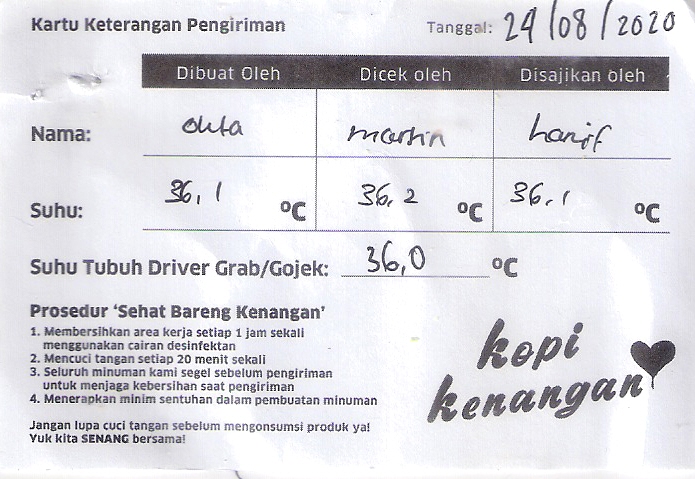 Kartu Keterangan Pengiriman
Tanggal: 24/08/2020
Dibuat Oleh Dicek oleh Disajikan oleh
Nama: martin hanif
Suhu: 36,1 °C 36,2 °C 36,1 °C
Suhu Tubuh Driver Grab/Gojek: 36,0 °C
Prosedur ‘Sehat Bareng Kenangan’
1. Membersihkan area kerja setiap 1 jam sekali
menggunakan cairan desinfektan
2. Mencuci tangan setiap 20 menit sekali
3. Seluruh minuman kami segel sebelum pengiriman
untuk menjaga kebersihan saat pengiriman
4. Menerapkan minim sentuhan dalam pembuatan minuman
Jangan lupa cuci tangan sebelum mengonsumsi produk ya!
Yuk kita SENANG bersama!
kopi
kenangan